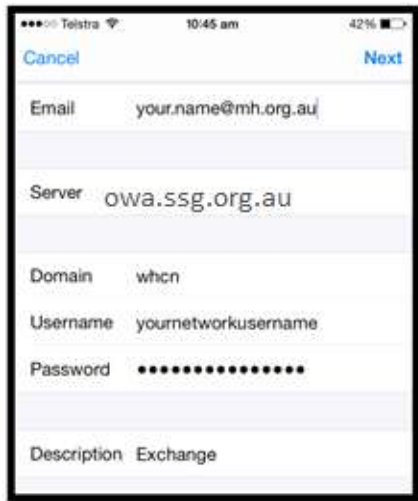 Telstra 10:45 am 42%
Cancel Next
Email your.name@mh.org.au
Server owa.ssg.org.au
Domain whcn
Username yournetworkusername
Password ●●●●●●●●●●●●●●●
Description Exchange